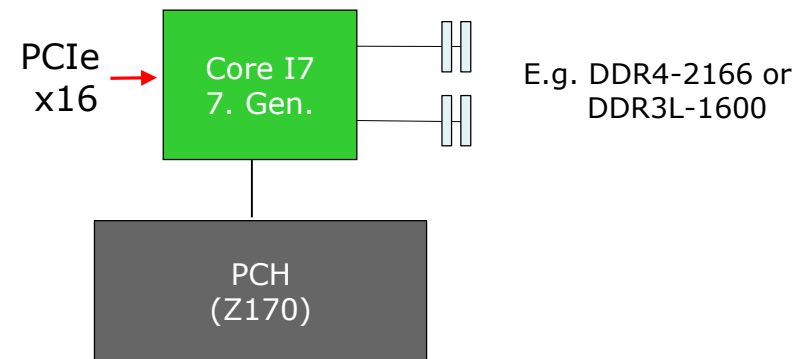 PCIe
x16
Core I7
7. Gen.
E.g. DDR4-2166 or
DDR3L-1600
PCH
(Z170)